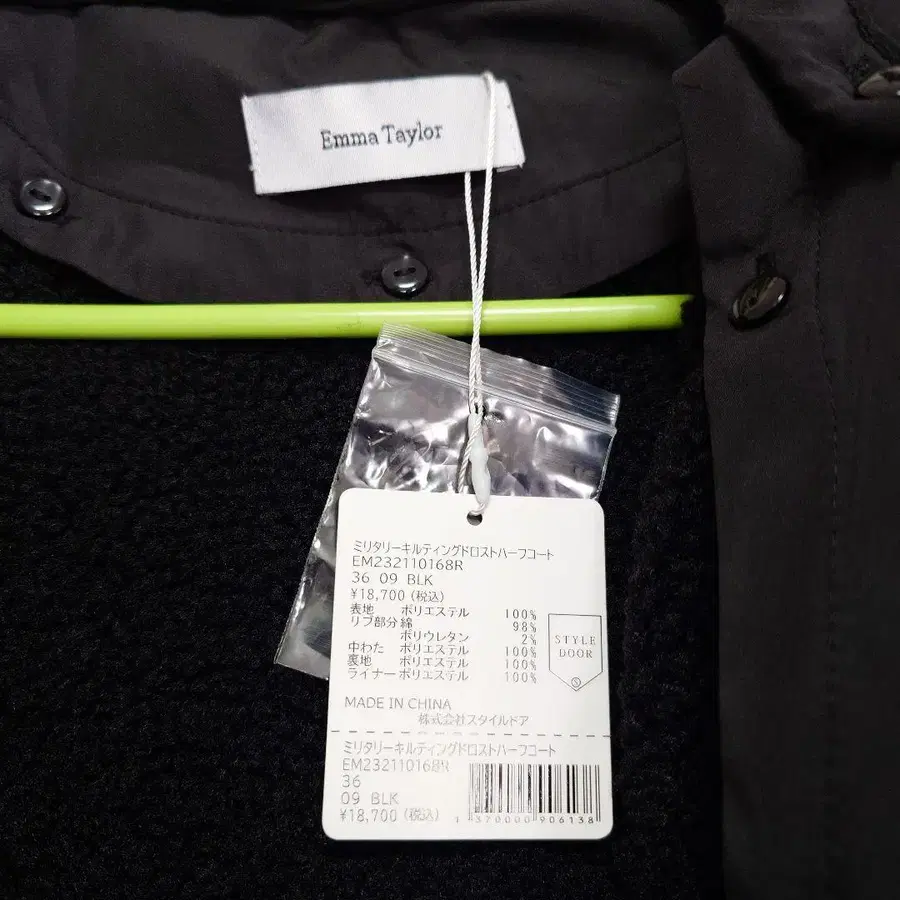 Emma Taylor
ミリタリーキルティングドロストハーフコート
EM232110168R
36 09 BLK
¥18,700 (税込)
表地 ポリエステル 100%
リブ部分 綿 98%
ポリウレタン 2%
中わた ポリエステル 100%
裏地 ポリエステル 100%
ライナー ポリエステル 100%
STYLE
DOOR
S
MADE IN CHINA
株式会社スタイルドア
ミリタリーキルティングドロストハーフコート
EM232110168R
36
09 BLK
¥18,700 (税込)
370000 906138